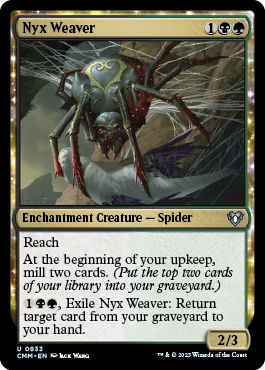 Nyx Weaver 1
Enchantment Creature — Spider
Reach
At the beginning of your upkeep,
mill two cards. (Put the top two cards
of your library into your graveyard.)
1, Exile Nyx Weaver: Return
target card from your graveyard to
your hand.
2/3
U 0933
CMM • EN Jack Wang
™ & © 2023 Wizards of the Coast